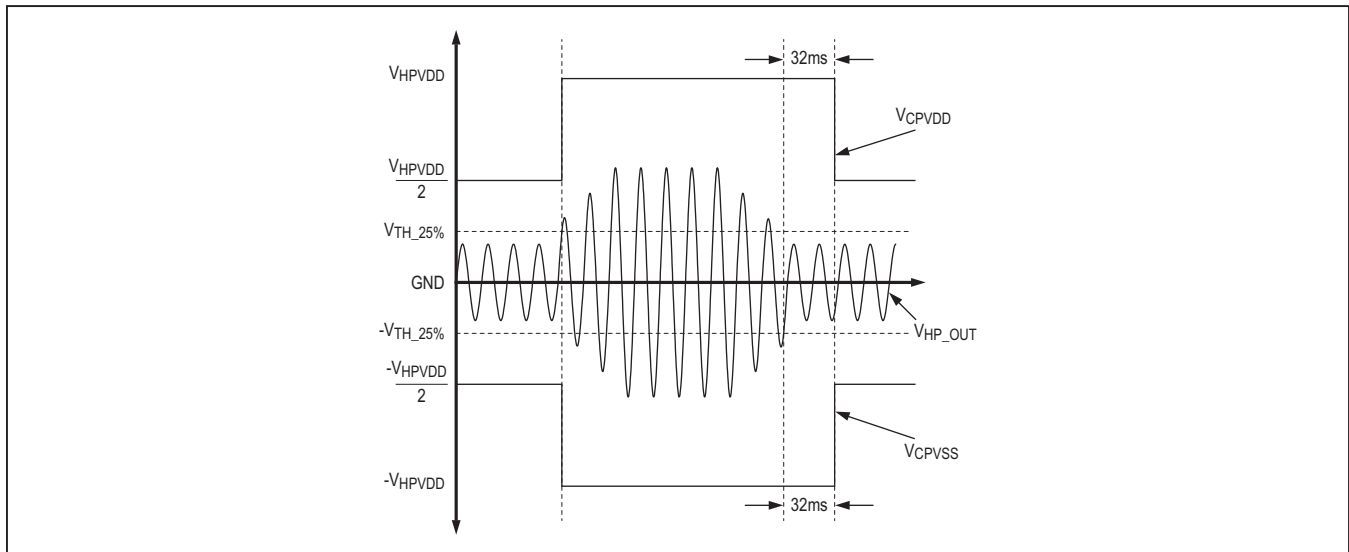 32ms
VHPVDD
VCPVDD
VHPVDD
2
VTH_25%
GND
-VTH_25%
VHP_OUT
-VHPVDD
2
VCPVSS
-VHPVDD
32ms